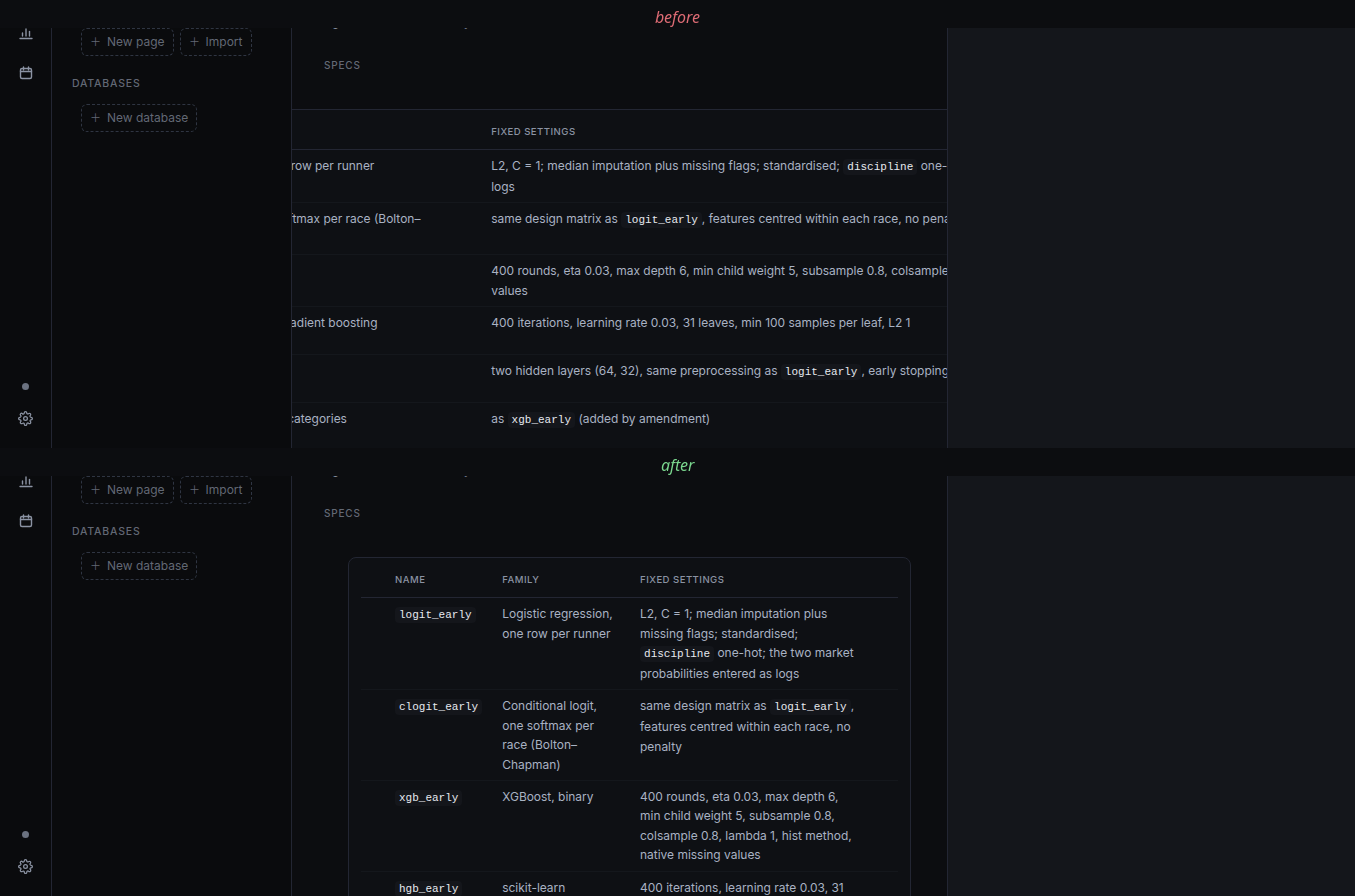 before
+ New page + Import
DATABASES
+ New database
SPECS
FIXED SETTINGS
row per runner
L2, C = 1; median imputation plus missing flags; standardised; discipline one-
logs
ftmax per race (Bolton–
same design matrix as logit_early, features centred within each race, no pena
400 rounds, eta 0.03, max depth 6, min child weight 5, subsample 0.8, colsample
values
adient boosting
400 iterations, learning rate 0.03, 31 leaves, min 100 samples per leaf, L2 1
two hidden layers (64, 32), same preprocessing as logit_early, early stopping
categories
as xgb_early (added by amendment)
after
+ New page + Import
DATABASES
+ New database
SPECS
NAME FAMILY FIXED SETTINGS
logit_early
Logistic regression,
one row per runner
L2, C = 1; median imputation plus
missing flags; standardised;
discipline one-hot; the two market
probabilities entered as logs
clogit_early
Conditional logit,
one softmax per
race (Bolton–
Chapman)
same design matrix as logit_early,
features centred within each race, no
penalty
xgb_early
XGBoost, binary
400 rounds, eta 0.03, max depth 6,
min child weight 5, subsample 0.8,
colsample 0.8, lambda 1, hist method,
native missing values
hgb_early
scikit-learn
400 iterations, learning rate 0.03, 31